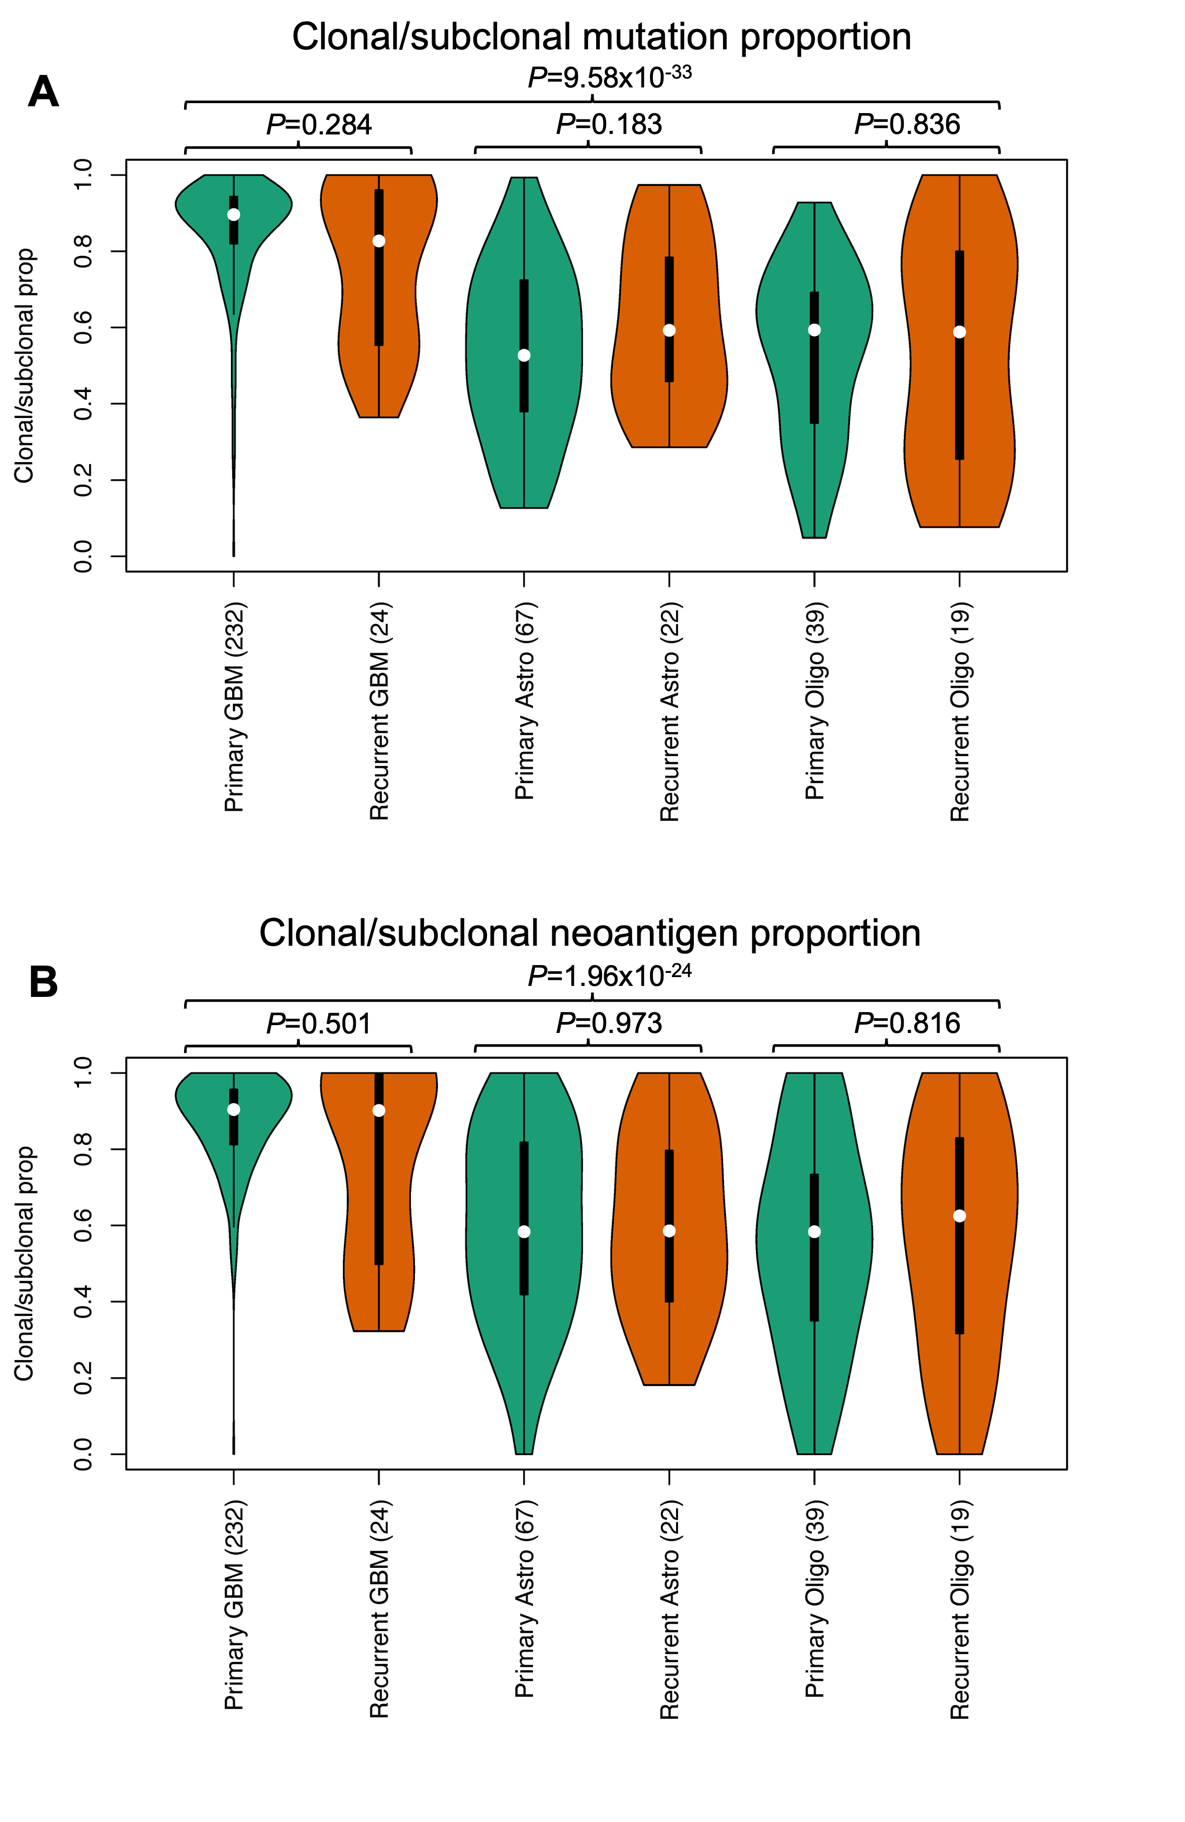 Clonal/subclonal mutation proportion
A
P=9.58x10-33
P=0.284 P=0.183 P=0.836
Clonal/subclonal prop
1.0
0.8
0.6
0.4
0.2
0.0
Primary GBM (232)
Recurrent GBM (24)
Primary Astro (67)
Recurrent Astro (22)
Primary Oligo (39)
Recurrent Oligo (19)
Clonal/subclonal neoantigen proportion
B
P=1.96x10-24
P=0.501 P=0.973 P=0.816
Clonal/subclonal prop
1.0
0.8
0.6
0.4
0.2
0.0
Primary GBM (232)
Recurrent GBM (24)
Primary Astro (67)
Recurrent Astro (22)
Primary Oligo (39)
Recurrent Oligo (19)